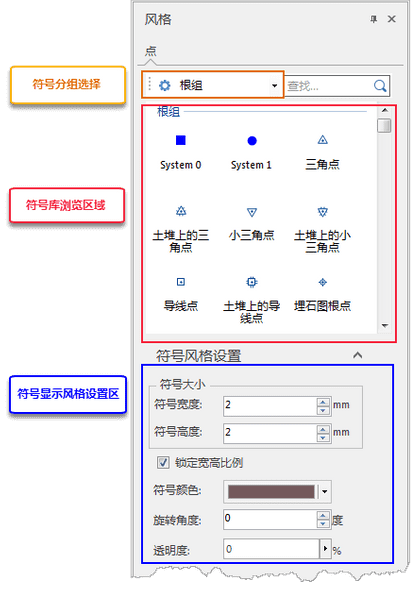 风格
点
符号分组选择
根组
查找...
根组
System 0 System 1 三角点
符号库浏览区域
土堆上的三角点 小三角点 土堆上的小三角点
导线点 土堆上的导线点 埋石图根点
符号风格设置
符号显示风格设置区
符号大小
符号宽度: 2 mm
符号高度: 2 mm
锁定宽高比例
符号颜色:
旋转角度: 0 度
透明度: 0 %